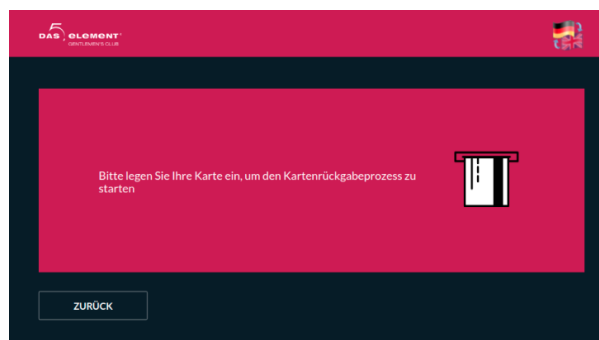 DAS 5 eLeMeNT
GENTLEMEN'S CLUB
Bitte legen Sie Ihre Karte ein, um den Kartenrückgabeprozess zu
starten
ZURÜCK